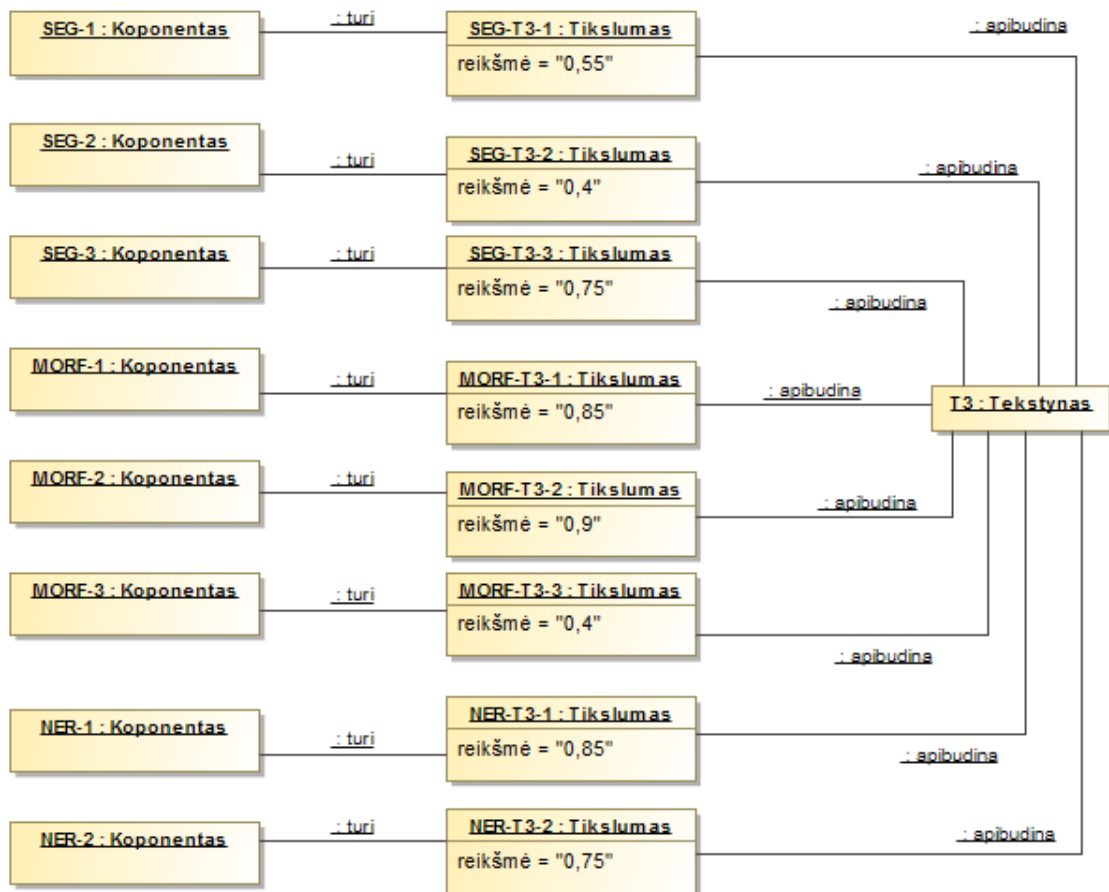 SEG-1 : Koponentas
: turi
SEG-T3-1 : Tikslumas
reikšmė = "0,55"
: apibudina
SEG-2 : Koponentas
: turi
SEG-T3-2 : Tikslumas
reikšmė = "0,4"
: apibudina
SEG-3 : Koponentas
: turi
SEG-T3-3 : Tikslumas
reikšmė = "0,75"
: apibudina
MORF-1 : Koponentas
: turi
MORF-T3-1 : Tikslumas
reikšmė = "0,85"
: apibudina
T3 : Tekstynas
MORF-2 : Koponentas
: turi
MORF-T3-2 : Tikslumas
reikšmė = "0,9"
: apibudina
MORF-3 : Koponentas
: turi
MORF-T3-3 : Tikslumas
reikšmė = "0,4"
: apibudina
NER-1 : Koponentas
: turi
NER-T3-1 : Tikslumas
reikšmė = "0,85"
: apibudina
NER-2 : Koponentas
: turi
NER-T3-2 : Tikslumas
reikšmė = "0,75"
: apibudina